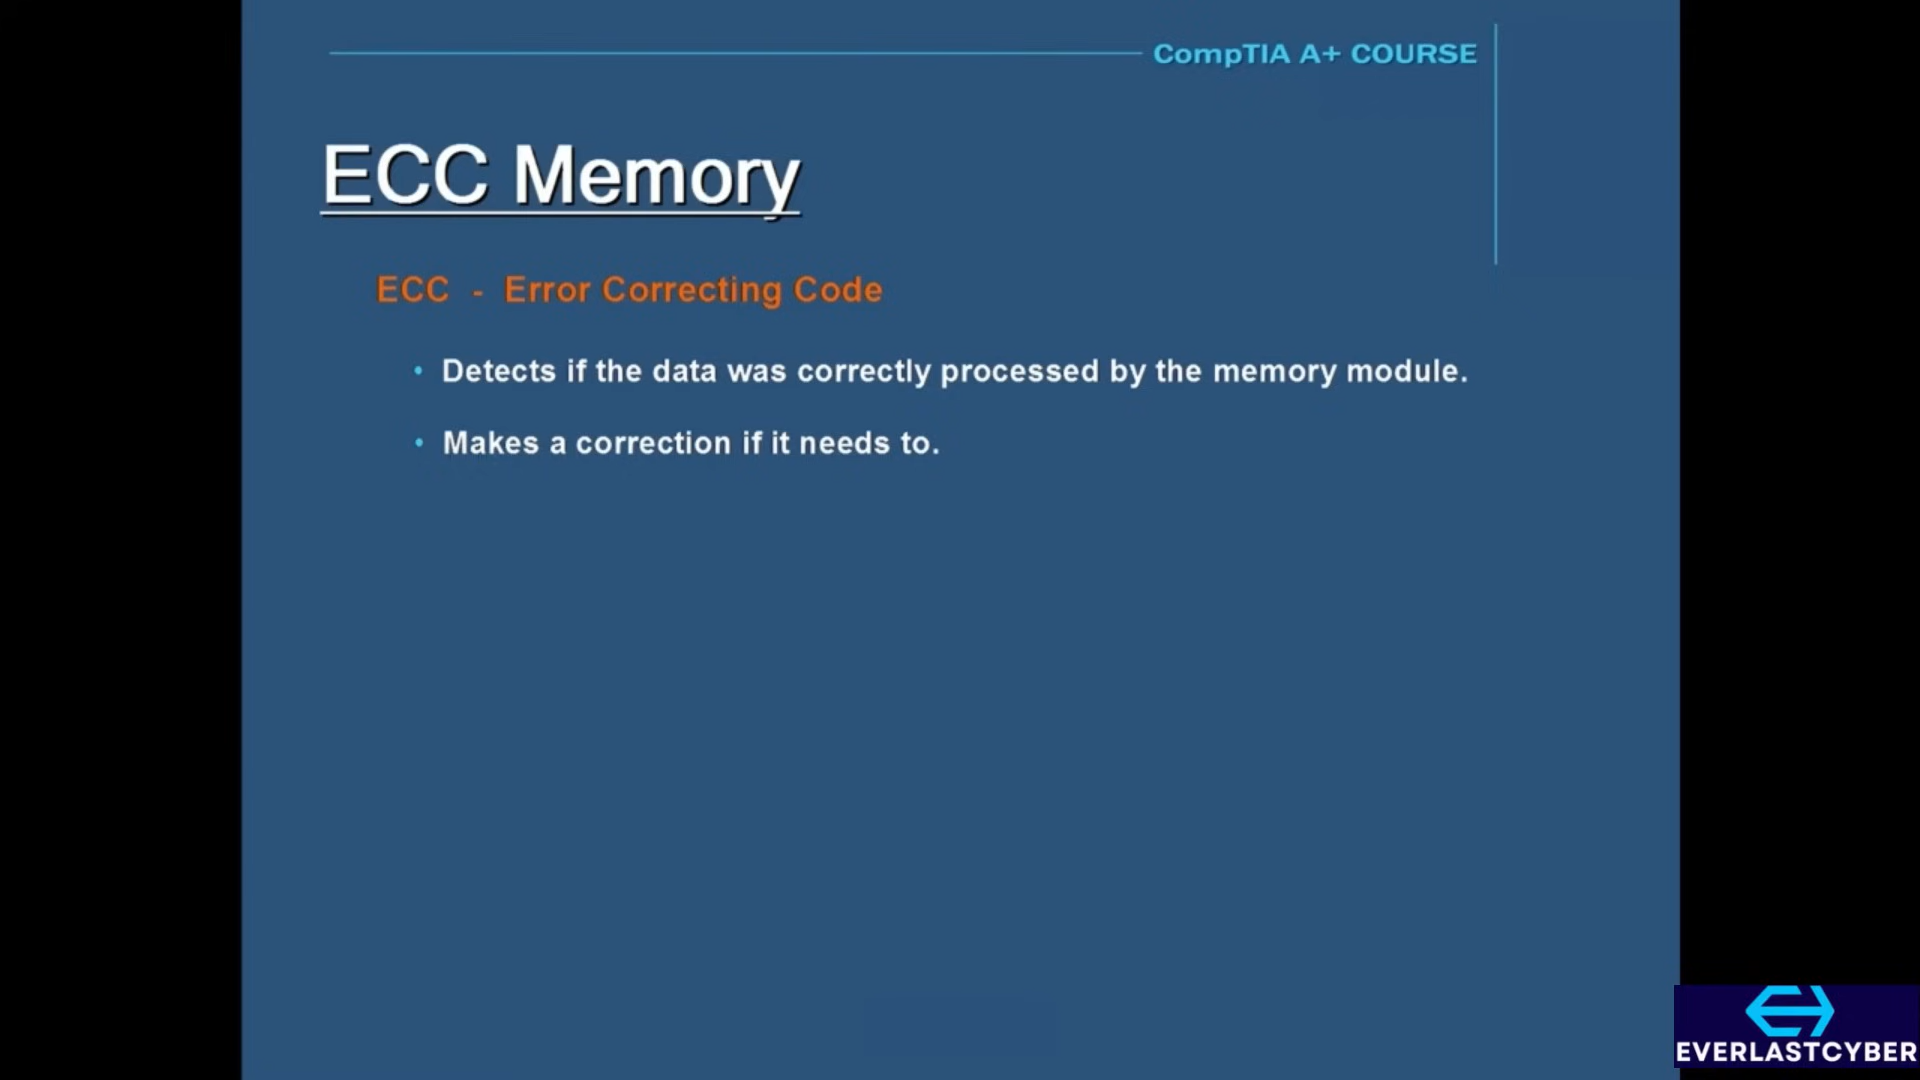 CompTIA A+ COURSE
ECC Memory
ECC - Error Correcting Code
• Detects if the data was correctly processed by the memory module.
• Makes a correction if it needs to.
EVERLASTCYBER